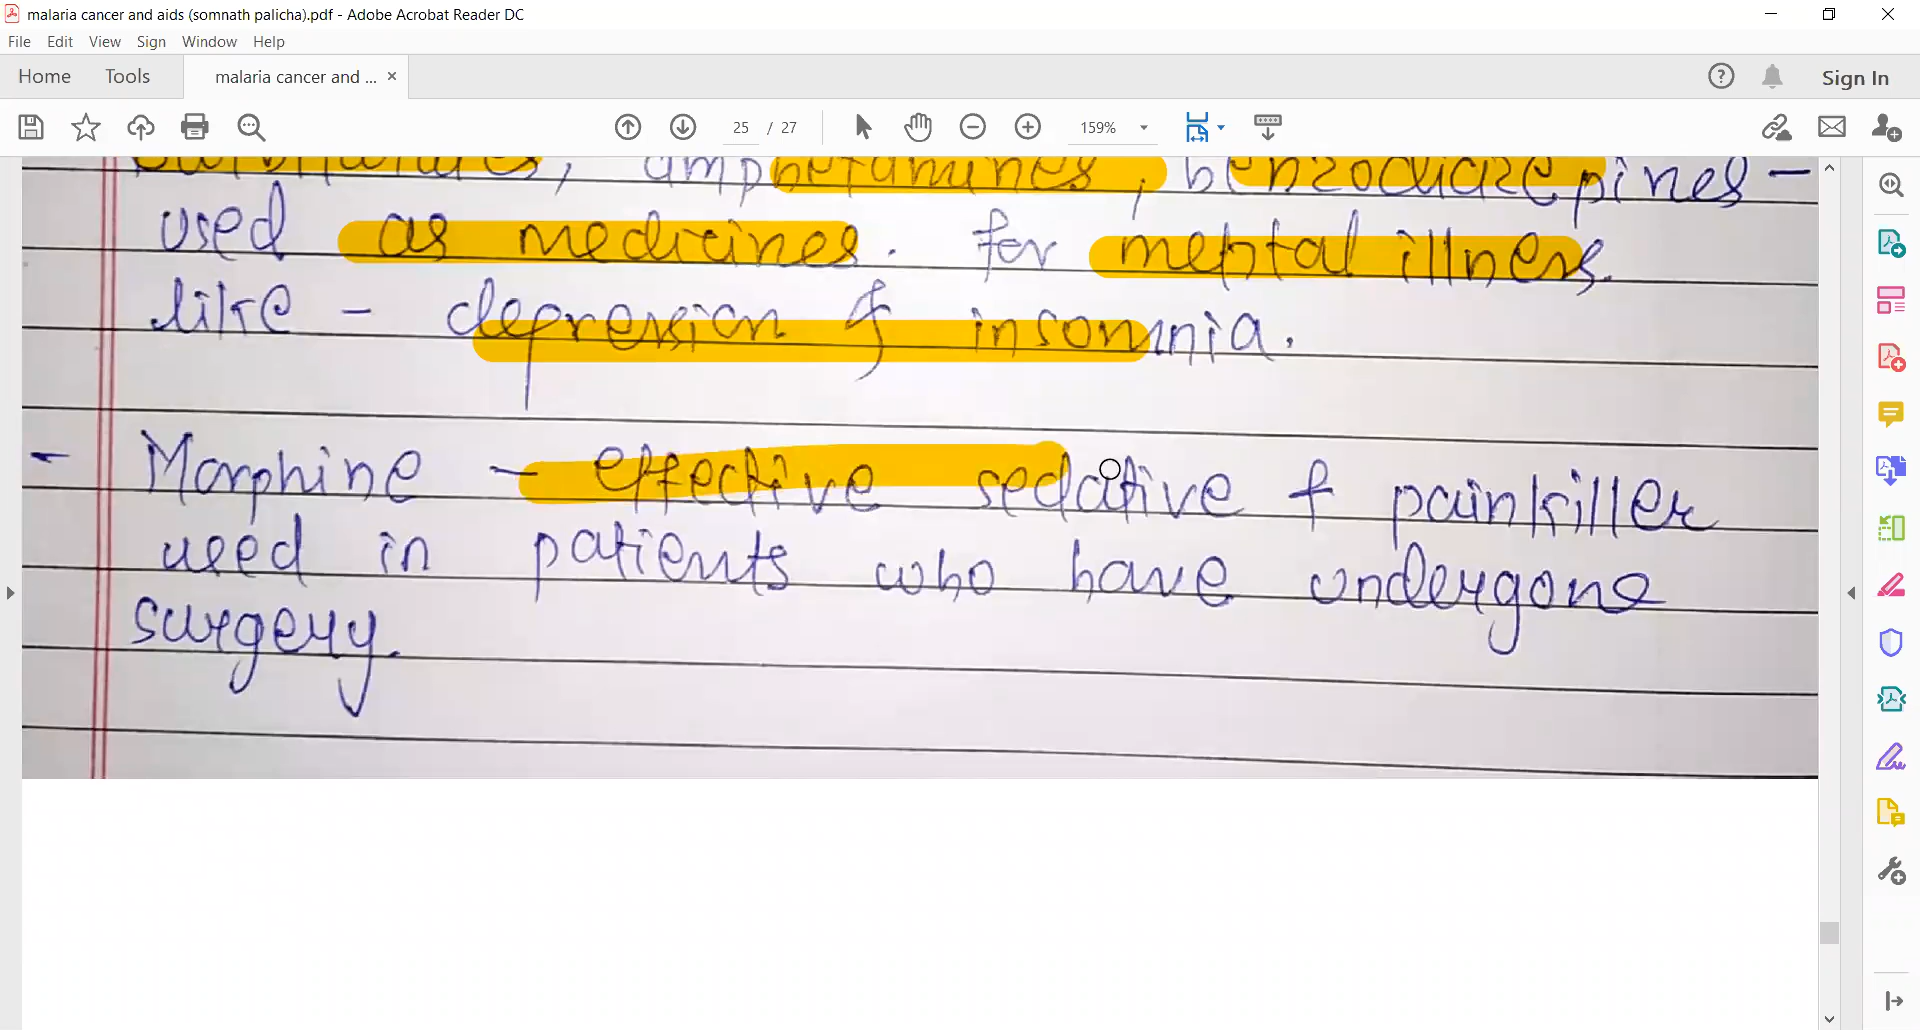 malaria cancer and aids (somnath palicha).pdf - Adobe Acrobat Reader DC
File Edit View Sign Window Help
Home Tools malaria cancer and ... × Sign In
25 / 27 159%
barbiturates, amphetamines, benzodiazepines -
used as medicines. for mental illness.
like - depression & insomnia.
- Morphine - effective sedative & painkiller
used in patients who have undergone
surgery.